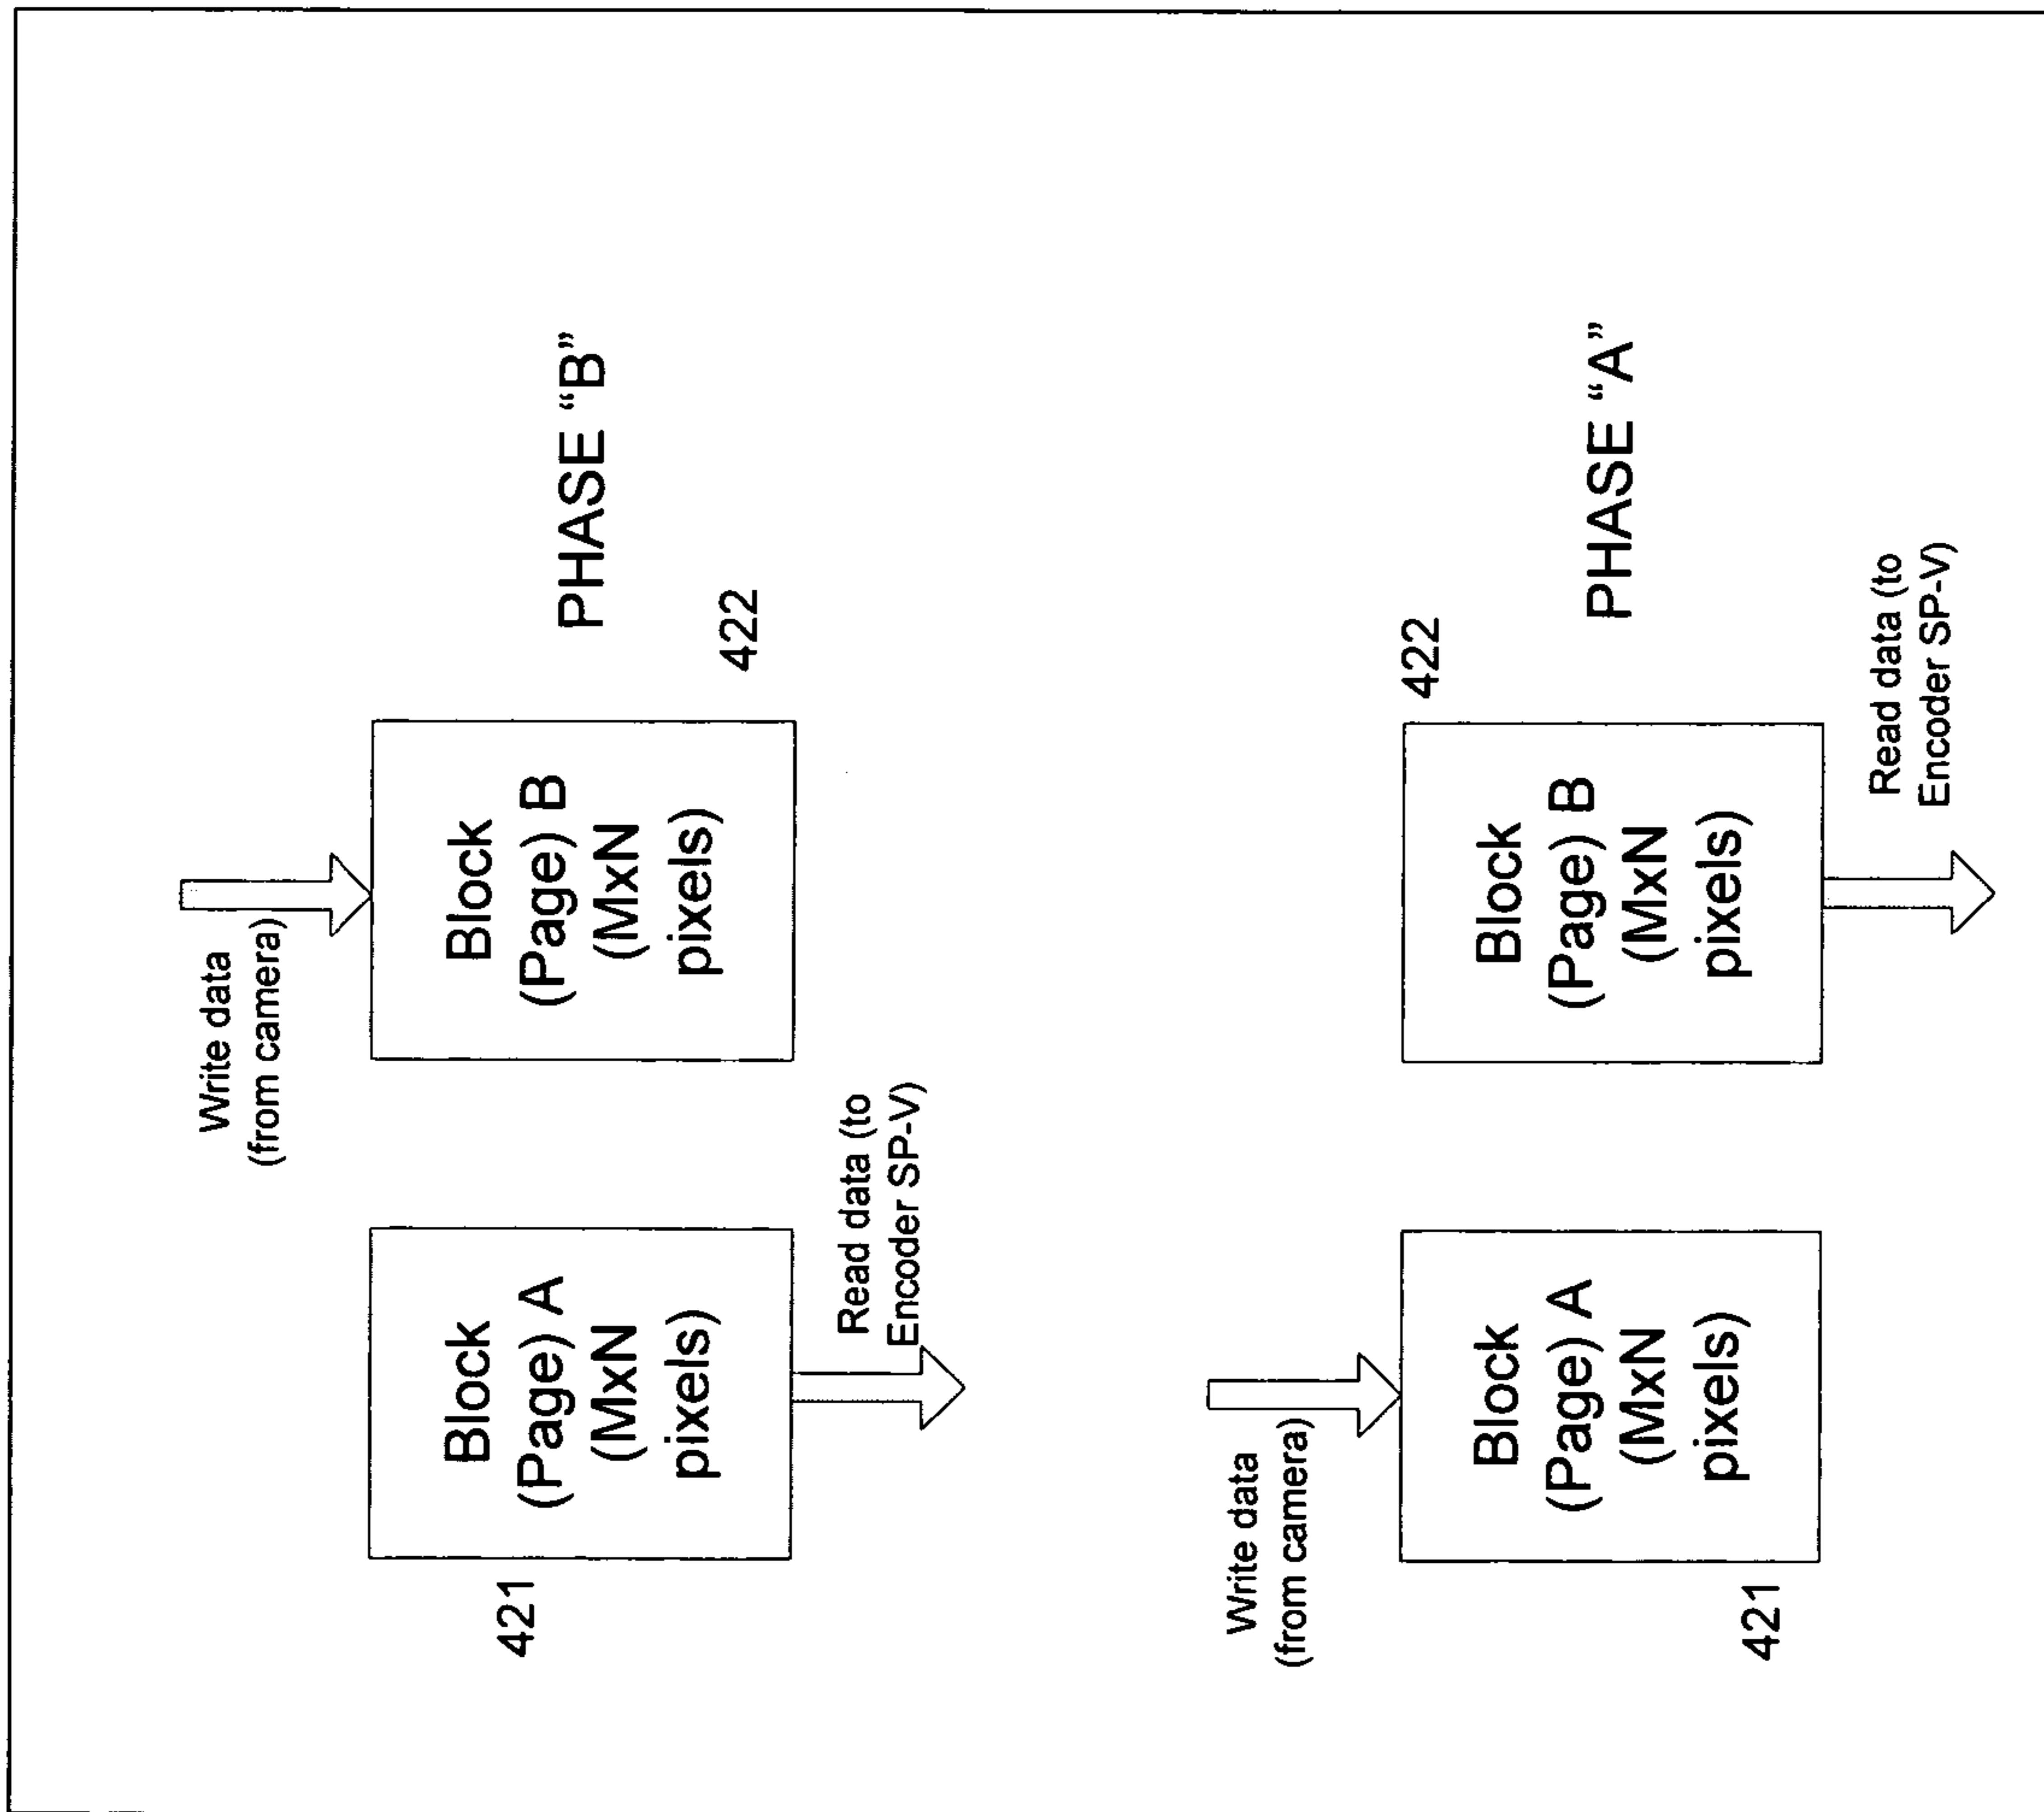 Write data
(from camera)
421
Block
(Page) A
(MxN
pixels)
Block
(Page) B
(MxN
pixels)
PHASE “B”
422
Read data (to
Encoder SP-V)
Write data
(from camera)
422
Block
(Page) A
(MxN
pixels)
Block
(Page) B
(MxN
pixels)
PHASE “A”
421
Read data (to
Encoder SP-V)